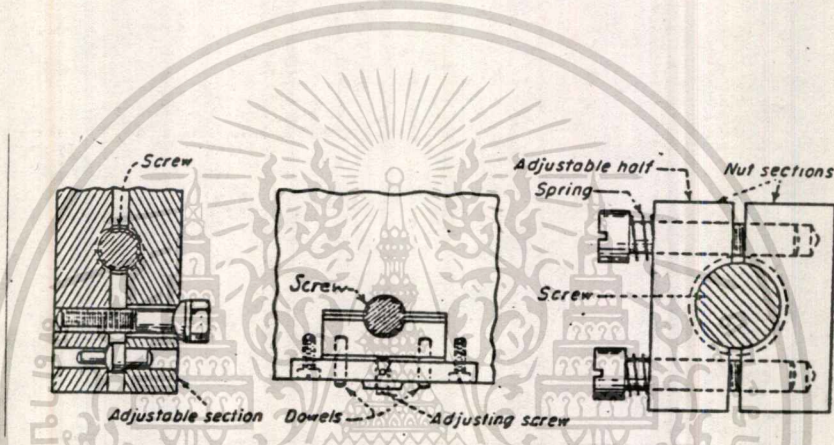 Screw
Adjustable section
Screw
Dowels
Adjusting screw
Adjustable half
Nut sections
Spring
Screw